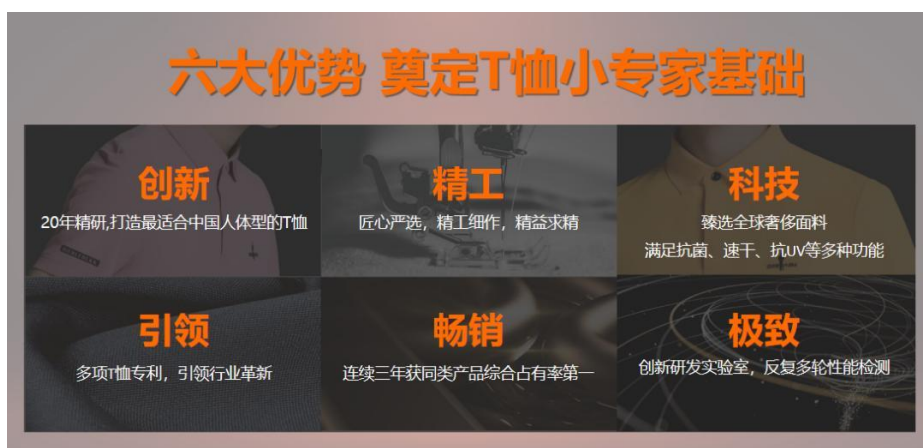 六大优势 奠定T恤小专家基础
创新
20年精研,打造最适合中国人体型的T恤
精工
匠心严选，精工细作，精益求精
科技
臻选全球奢侈面料
满足抗菌、速干、抗UV等多种功能
引领
多项T恤专利，引领行业革新
畅销
连续三年获同类产品综合占有率第一
极致
创新研发实验室，反复多轮性能检测